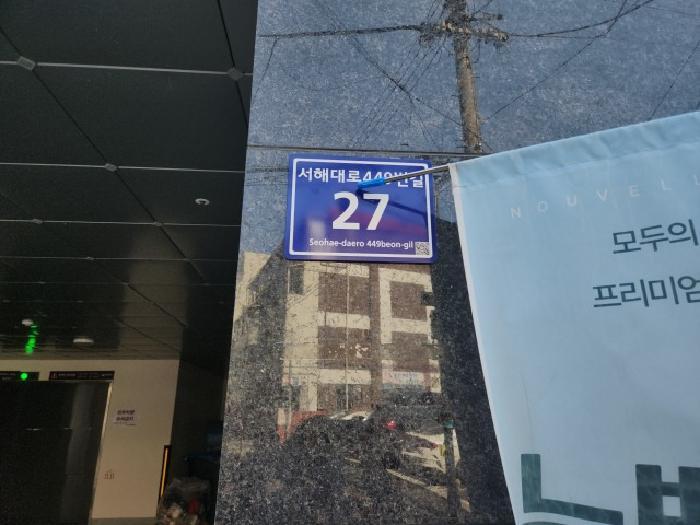 서해대로449번길
27
Seohae-daero 449beon-gil
NOUVELL
모두의
프리미엄